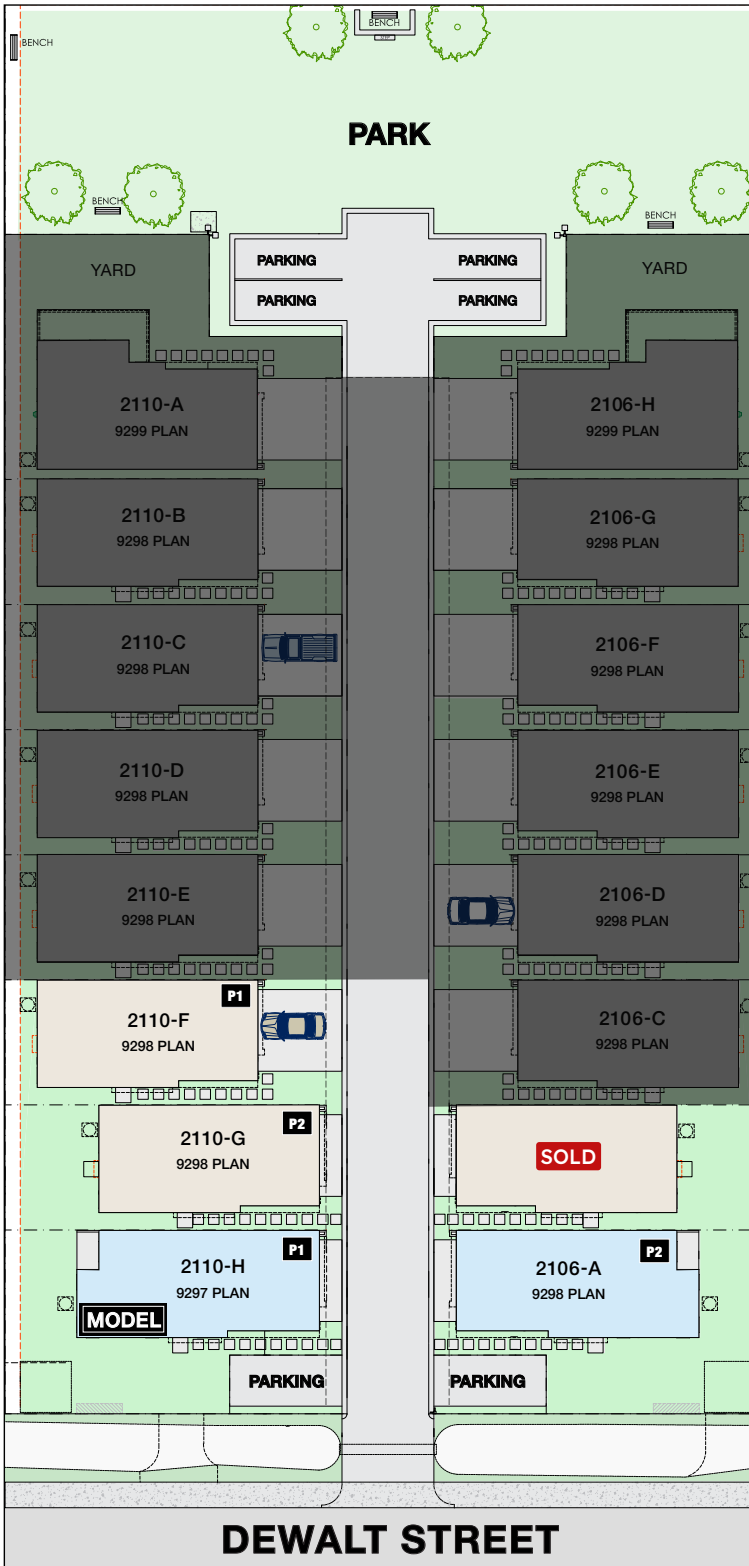 BENCH
BENCH
STEP
PARK
BENCH
BENCH
PARKING
PARKING
PARKING
PARKING
YARD
YARD
2110-A
9299 PLAN
2106-H
9299 PLAN
2110-B
9298 PLAN
2106-G
9298 PLAN
2110-C
9298 PLAN
2106-F
9298 PLAN
2110-D
9298 PLAN
2106-E
9298 PLAN
2110-E
9298 PLAN
2106-D
9298 PLAN
P1
2110-F
9298 PLAN
2106-C
9298 PLAN
P2
2110-G
9298 PLAN
SOLD
P1
2110-H
9297 PLAN
MODEL
P2
2106-A
9298 PLAN
PARKING
PARKING
DEWALT STREET